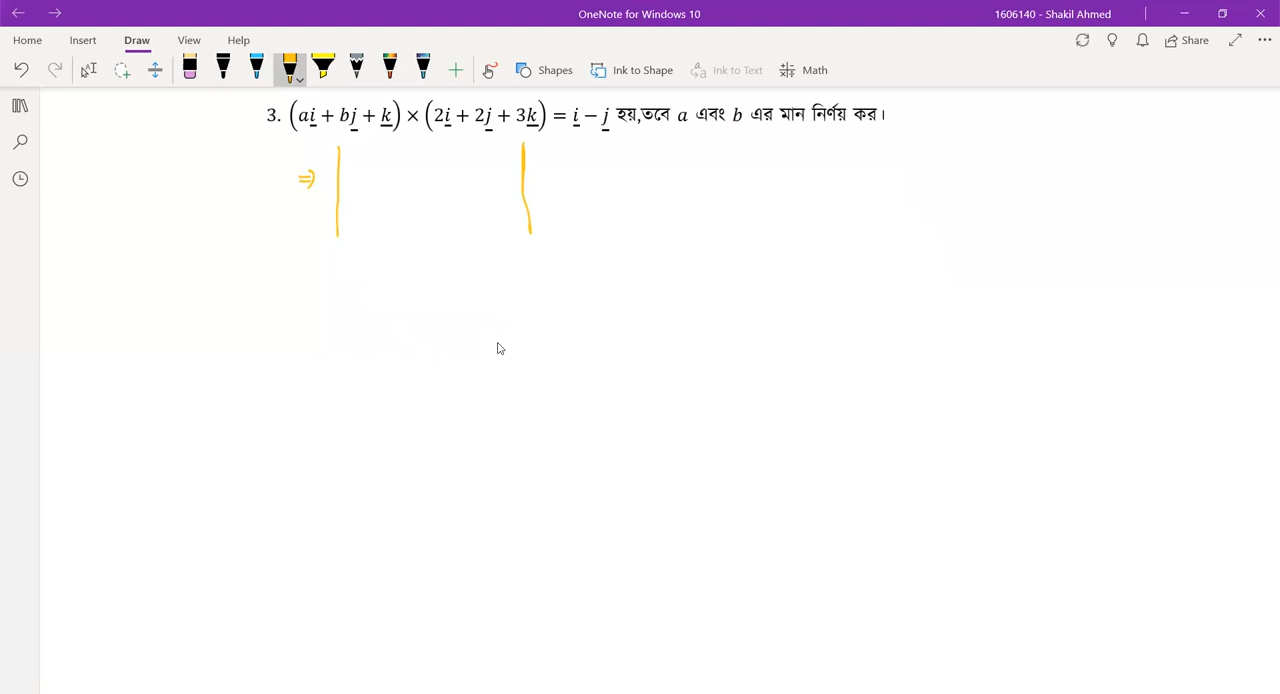 OneNote for Windows 10
1606140 - Shakil Ahmed
Home Insert Draw View Help
Share
Shapes Ink to Shape Ink to Text Math
3. (ai + bj + k) × (2i + 2j + 3k) = i − j হয়,তবে a এবং b এর মান নির্ণয় কর।
⇒